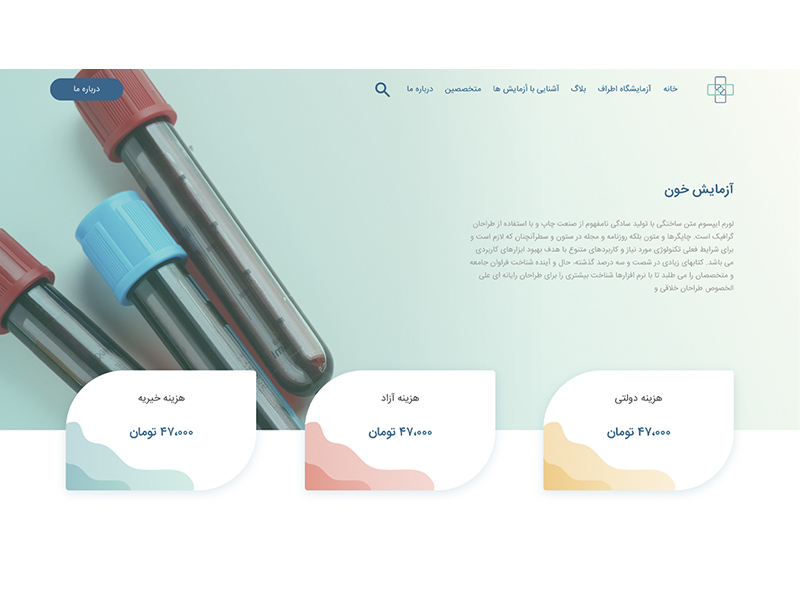 خانه
آزمایشگاه اطراف
بلاگ
آشنایی با آزمایش ها
متخصصین
درباره ما
درباره ما
آزمایش خون
لورم ایپسوم متن ساختگی با تولید سادگی نامفهوم از صنعت چاپ و با استفاده از طراحان
گرافیک است. چاپگرها و متون بلکه روزنامه و مجله در ستون و سطرآنچنان که لازم است و
برای شرایط فعلی تکنولوژی مورد نیاز و کاربردهای متنوع با هدف بهبود ابزارهای کاربردی
می باشد. کتابهای زیادی در شصت و سه درصد گذشته، حال و آینده شناخت فراوان جامعه
و متخصصان را می طلبد تا با نرم افزارها شناخت بیشتری را برای طراحان رایانه ای علی
الخصوص طراحان خلاقی و
هزینه دولتی
۴۷،۰۰۰ تومان
هزینه آزاد
۴۷،۰۰۰ تومان
هزینه خیریه
۴۷،۰۰۰ تومان